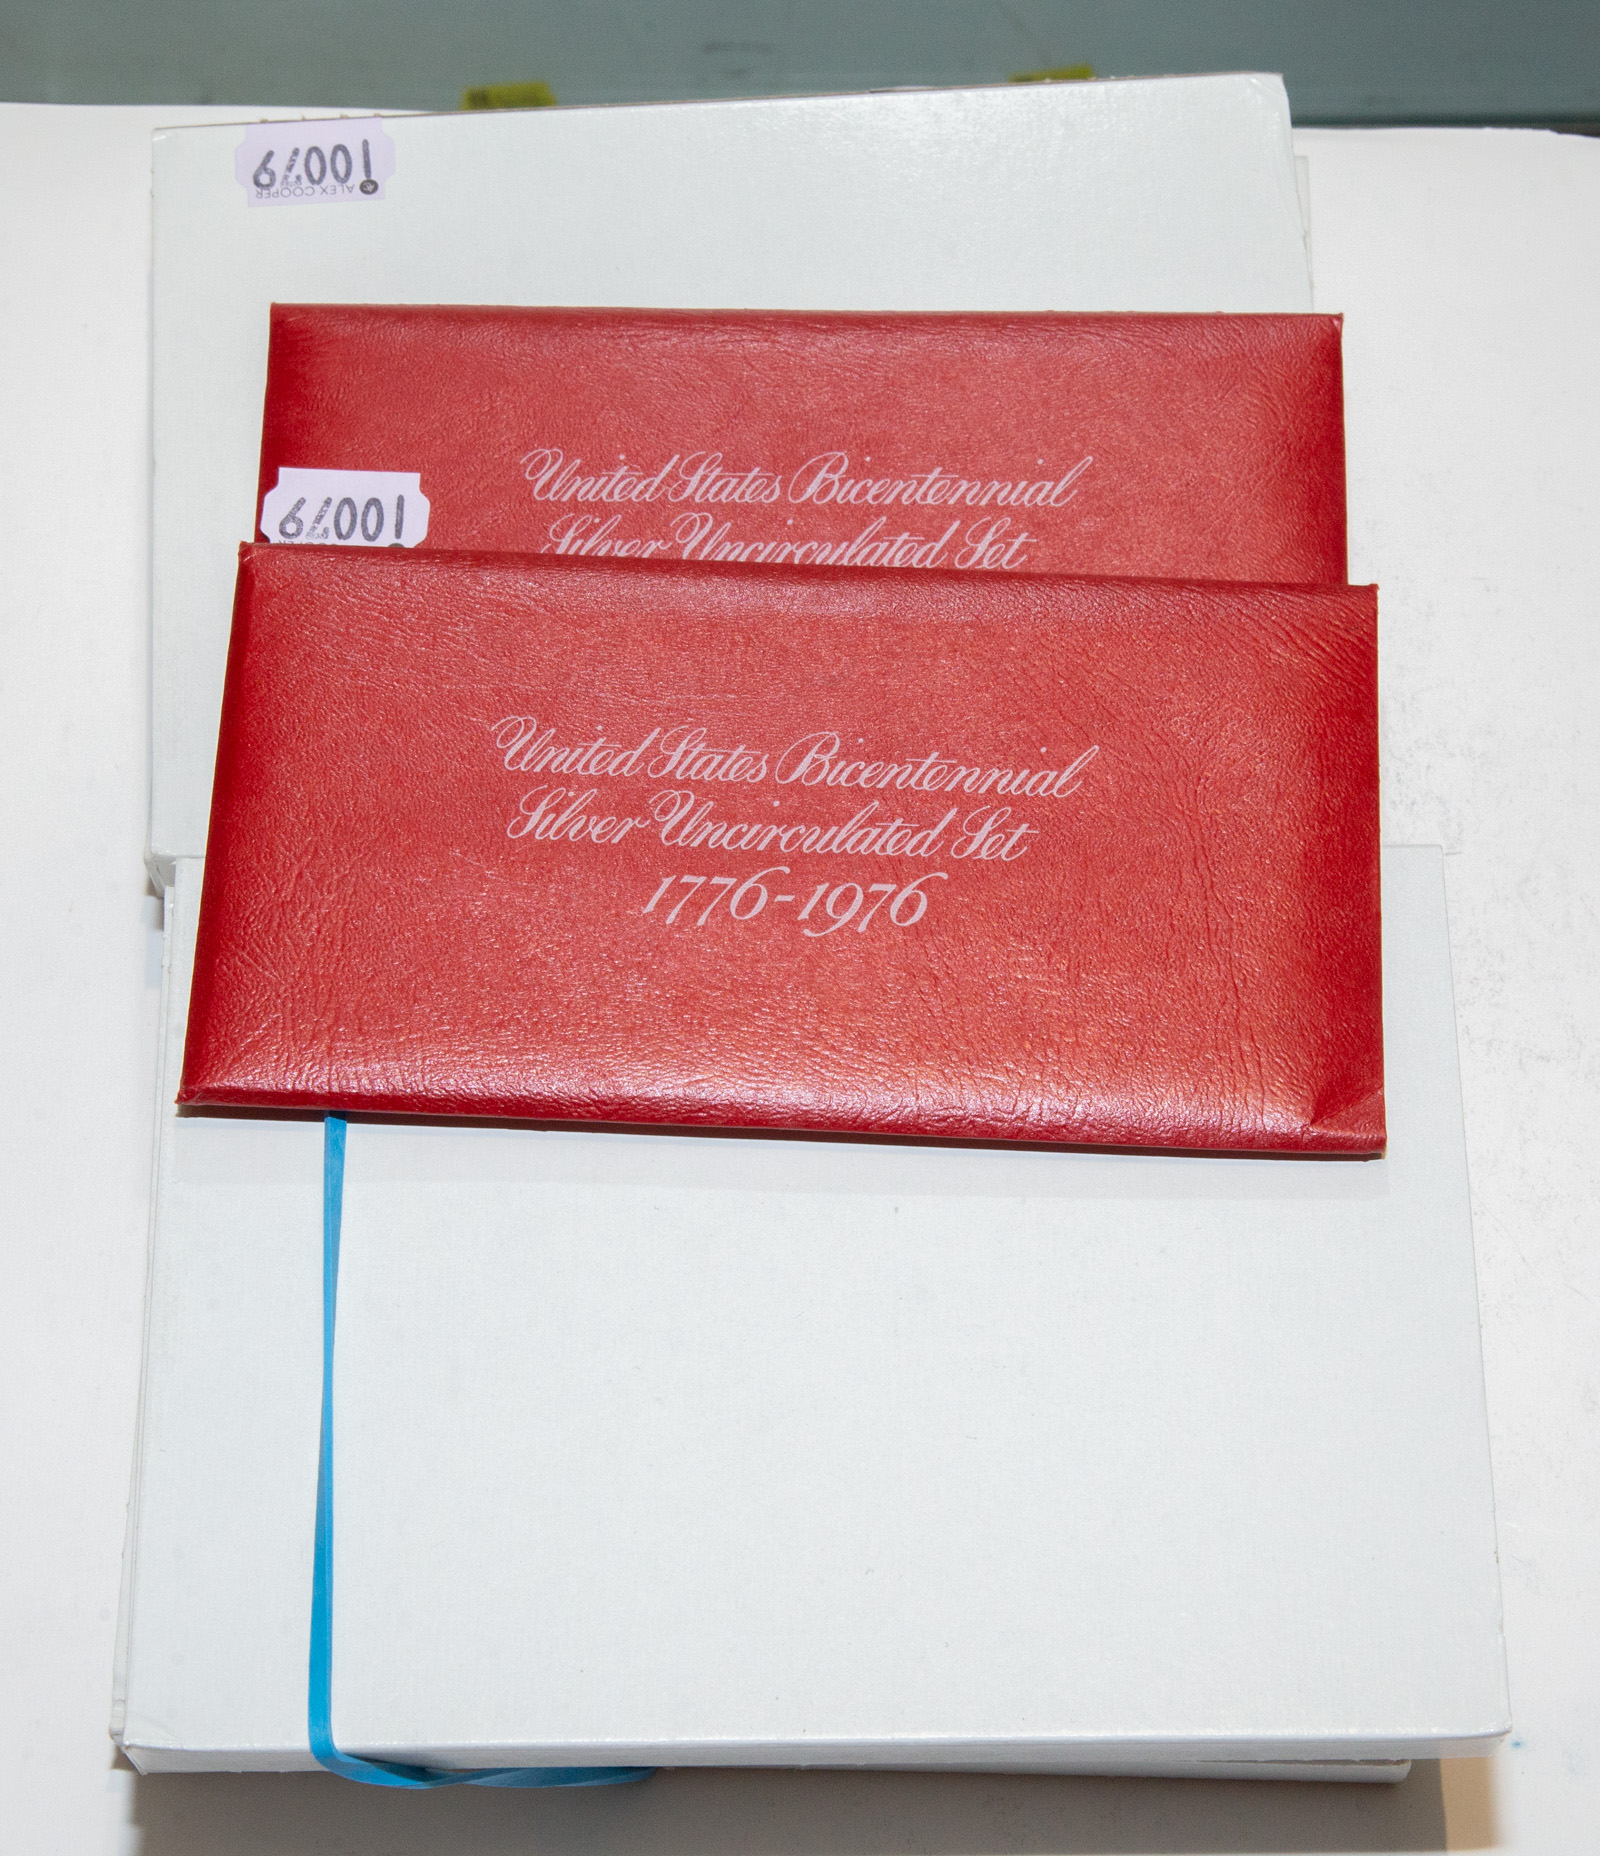 10079
ALEX COOPER
10079
United States Bicentennial
Silver Uncirculated Set
United States Bicentennial
Silver Uncirculated Set
1776-1976